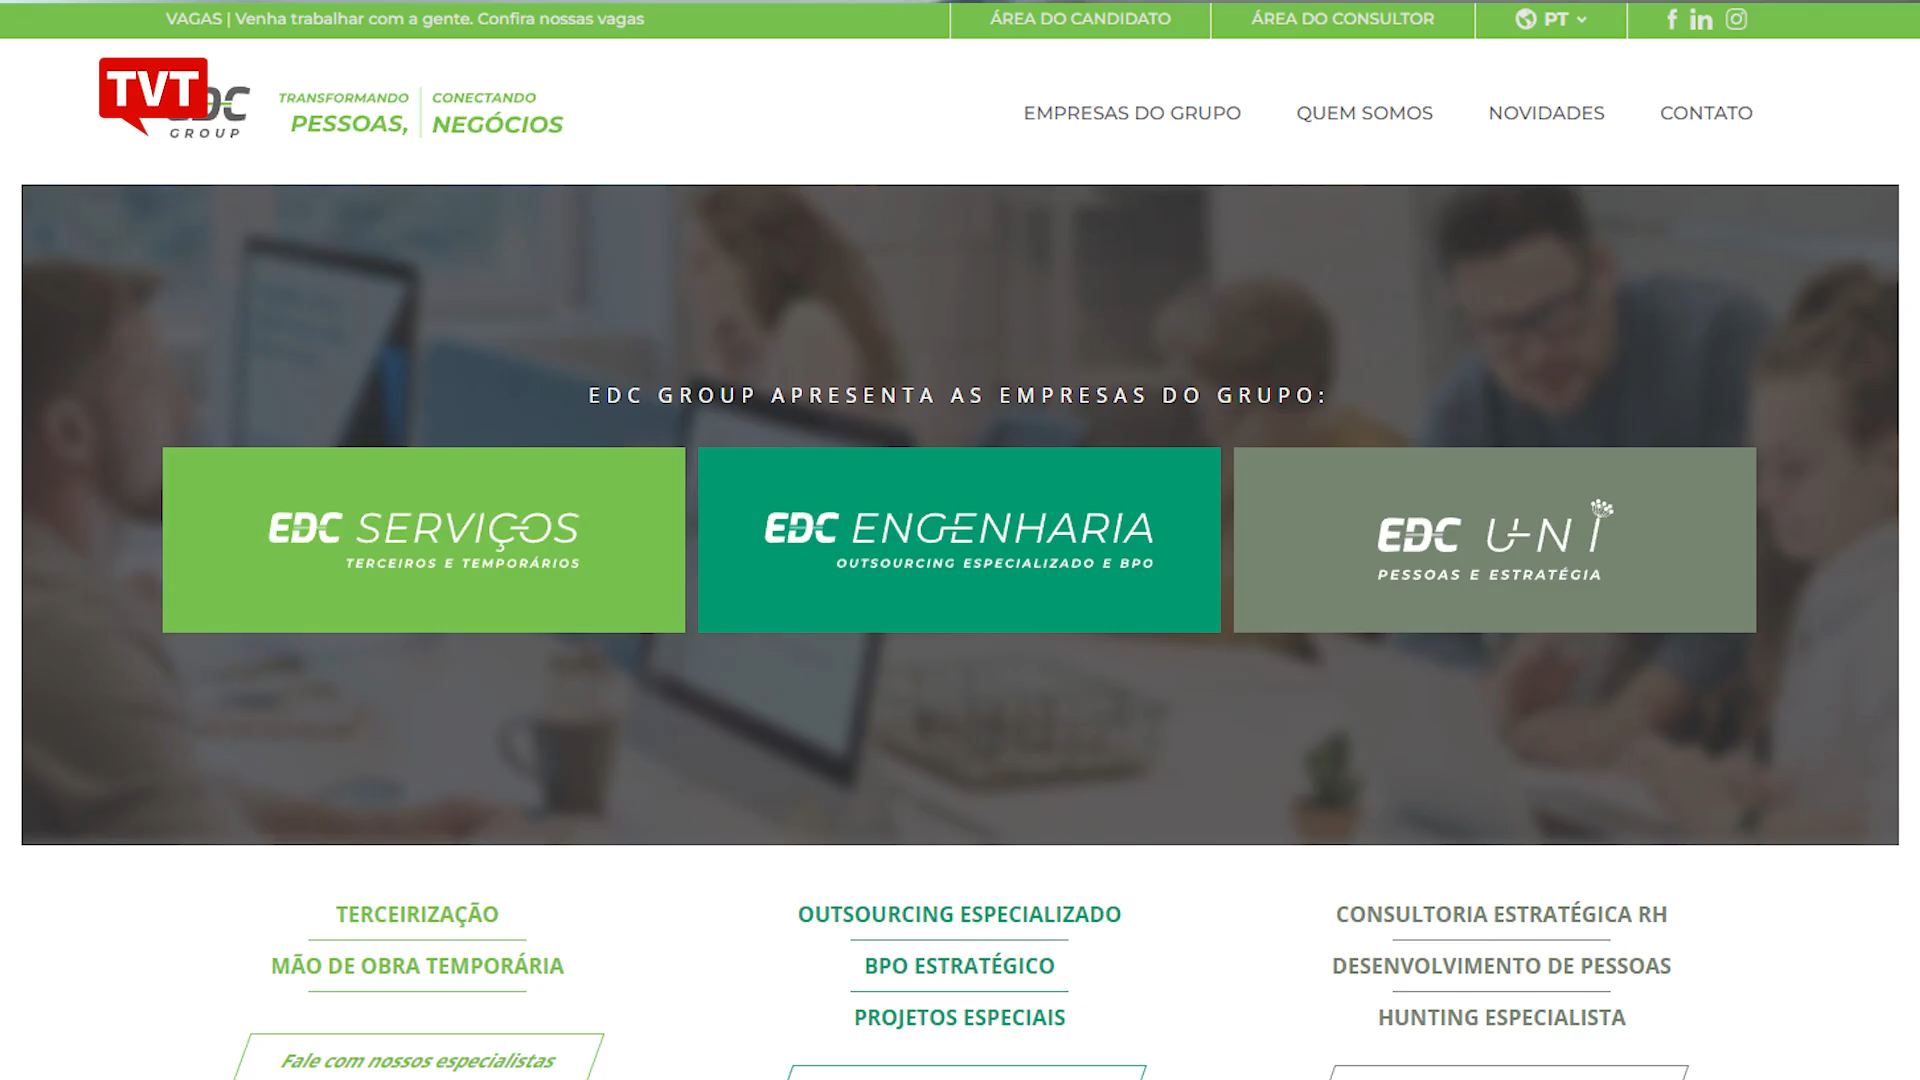 VAGAS | Venha trabalhar com a gente. Confira nossas vagas
ÁREA DO CANDIDATO
ÁREA DO CONSULTOR
PT
TVT
EDC
GROUP
TRANSFORMANDO
PESSOAS,
CONECTANDO
NEGÓCIOS
EMPRESAS DO GRUPO
QUEM SOMOS
NOVIDADES
CONTATO
EDC GROUP APRESENTA AS EMPRESAS DO GRUPO:
EDC SERVIÇOS
TERCEIROS E TEMPORÁRIOS
EDC ENGENHARIA
OUTSOURCING ESPECIALIZADO E BPO
EDC UNI
PESSOAS E ESTRATÉGIA
TERCEIRIZAÇÃO
MÃO DE OBRA TEMPORÁRIA
Fale com nossos especialistas
OUTSOURCING ESPECIALIZADO
BPO ESTRATÉGICO
PROJETOS ESPECIAIS
CONSULTORIA ESTRATÉGICA RH
DESENVOLVIMENTO DE PESSOAS
HUNTING ESPECIALISTA